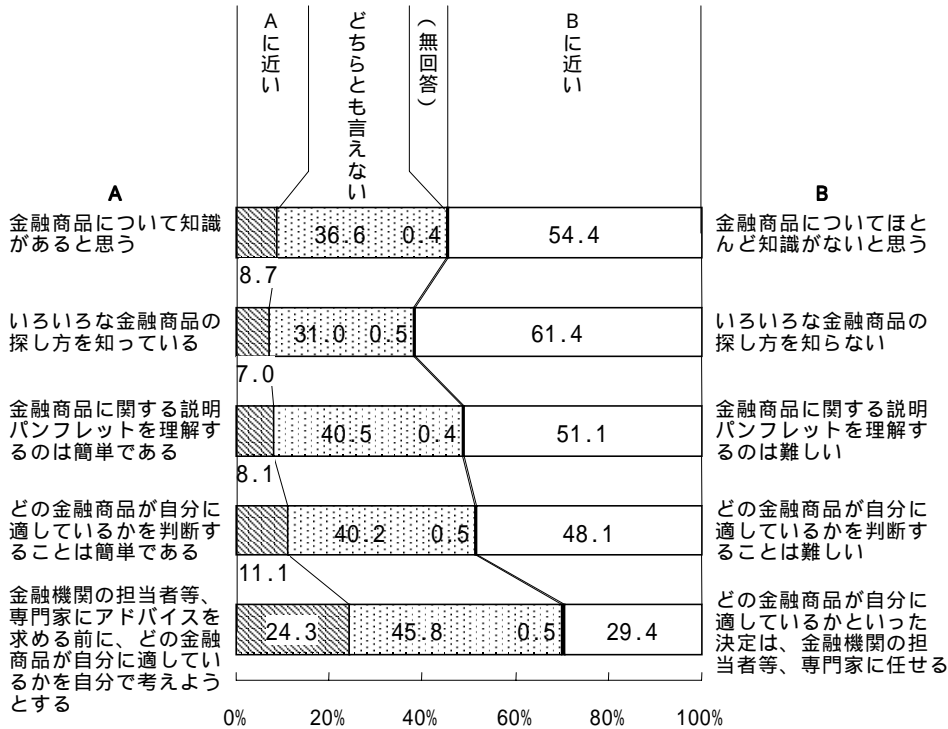 Aに近い
どちらとも言えない
（無回答）
Bに近い
A
B
金融商品について知識
があると思う
36.6 0.4 54.4
8.7
金融商品についてほと
んど知識がないと思う
いろいろな金融商品の
探し方を知っている
31.0 0.5 61.4
7.0
いろいろな金融商品の
探し方を知らない
金融商品に関する説明
パンフレットを理解す
るのは簡単である
40.5 0.4 51.1
8.1
金融商品に関する説明
パンフレットを理解す
るのは難しい
どの金融商品が自分に
適しているかを判断す
ることは簡単である
40.2 0.5 48.1
11.1
どの金融商品が自分に
適しているかを判断す
ることは難しい
金融機関の担当者等、
専門家にアドバイスを
求める前に、どの金融
商品が自分に適してい
るかを自分で考えよう
とする
24.3 45.8 0.5 29.4
どの金融商品が自分に
適しているかといった
決定は、金融機関の担
当者等、専門家に任せる
0% 20% 40% 60% 80% 100%